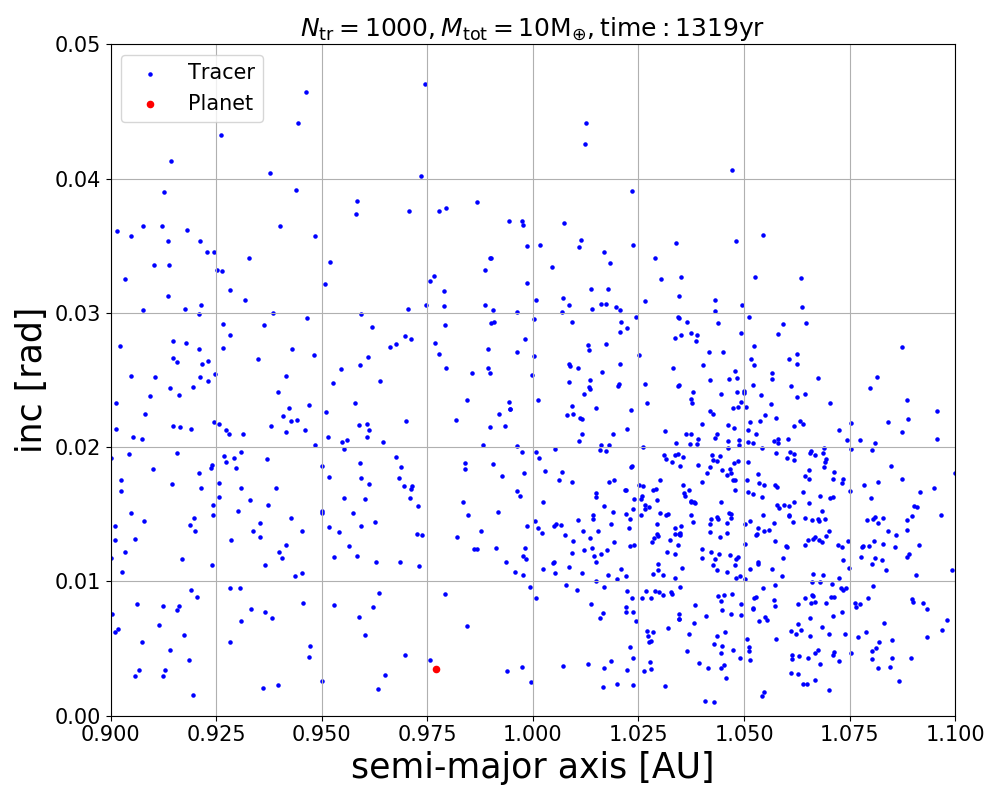 N_tr = 1000, M_tot = 10M_⊕, time : 1319yr
0.05
Tracer
Planet
0.04
0.03
0.02
0.01
0.00
inc [rad]
0.900 0.925 0.950 0.975 1.000 1.025 1.050 1.075 1.100
semi-major axis [AU]